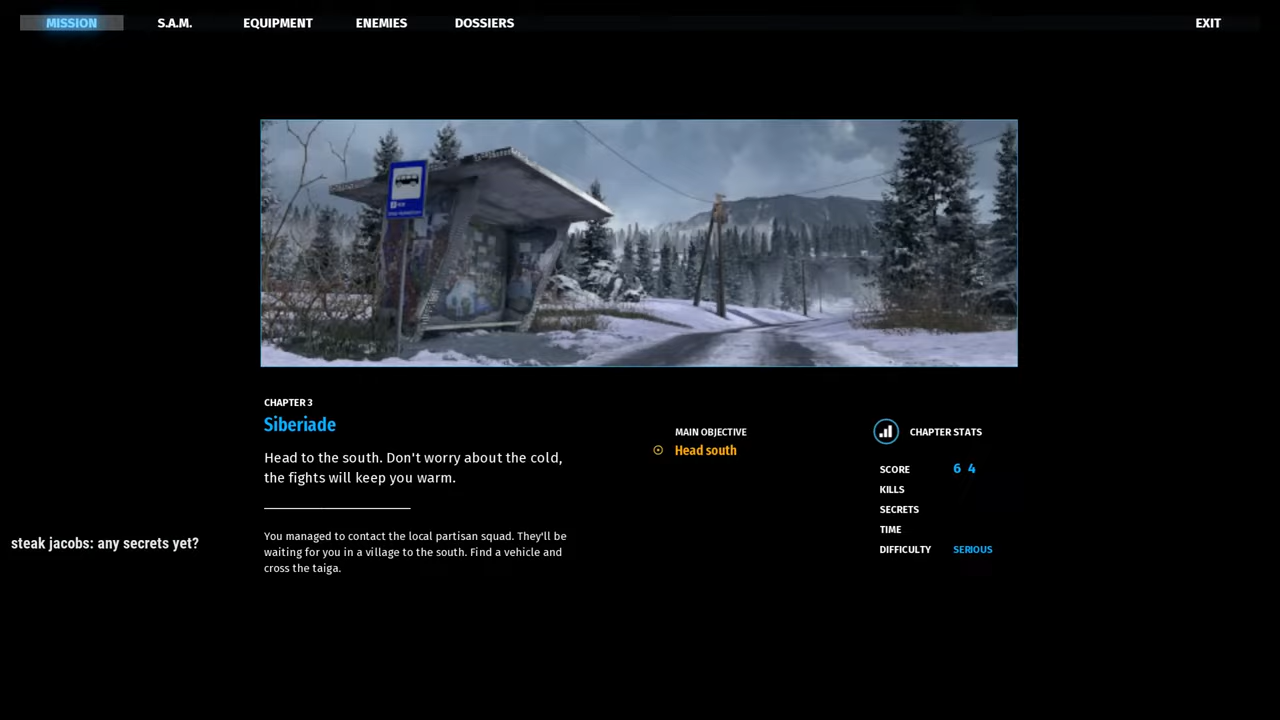 MISSION S.A.M. EQUIPMENT ENEMIES DOSSIERS EXIT
CHAPTER 3
Siberiade
Head to the south. Don't worry about the cold,
the fights will keep you warm.
You managed to contact the local partisan squad. They'll be
waiting for you in a village to the south. Find a vehicle and
cross the taiga.
MAIN OBJECTIVE
Head south
CHAPTER STATS
SCORE 6 4
KILLS
SECRETS
TIME
DIFFICULTY SERIOUS
steak jacobs: any secrets yet?